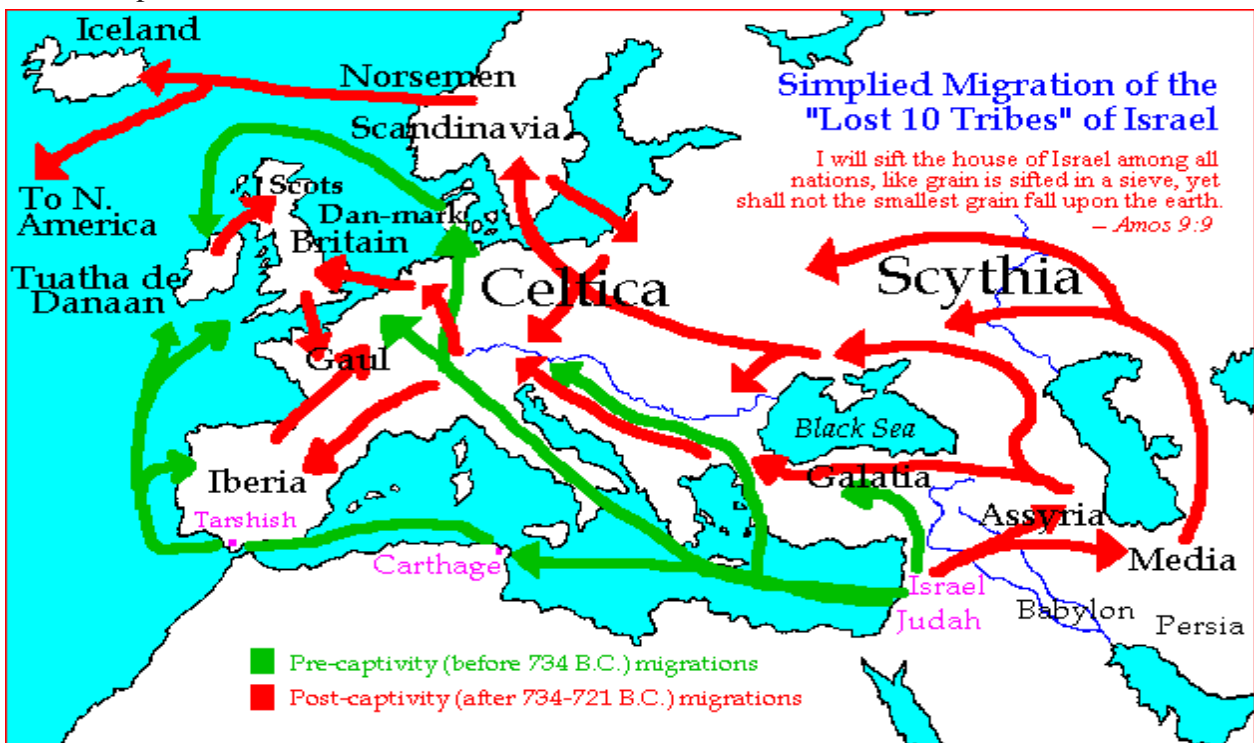 Iceland
Norsemen
Scandinavia
Simplied Migration of the
"Lost 10 Tribes" of Israel
I will sift the house of Israel among all
nations, like grain is sifted in a sieve, yet
shall not the smallest grain fall upon the earth.
– Amos 9:9
To N.
America
Scots
Dan-mark
Britain
Tuatha de
Danaan
Celtica
Scythia
Gaul
Black Sea
Iberia
Galatia
Tarshish
Assyria
Carthage
Media
Israel
Judah
Babylon
Persia
Pre-captivity (before 734 B.C.) migrations
Post-captivity (after 734-721 B.C.) migrations